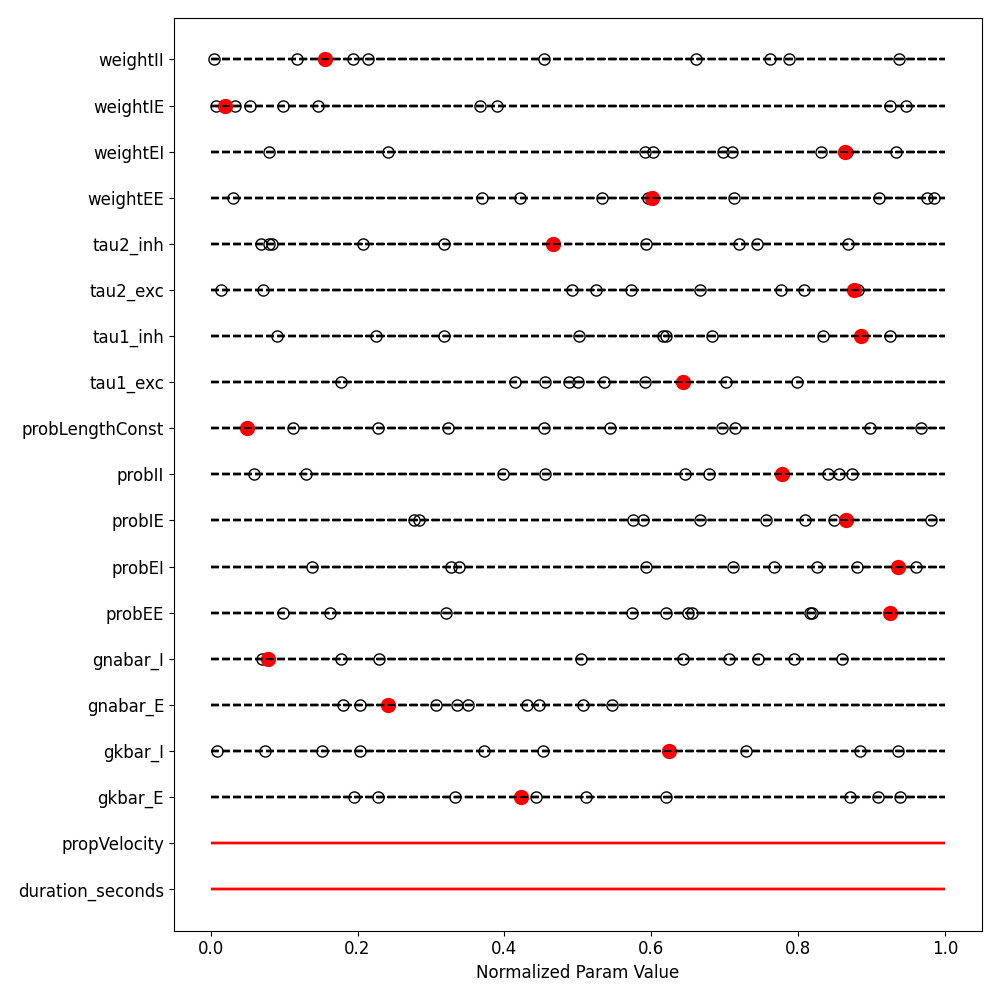 weightII
weightIE
weightEI
weightEE
tau2_inh
tau2_exc
tau1_inh
tau1_exc
probLengthConst
probII
probIE
probEI
probEE
gnabar_I
gnabar_E
gkbar_I
gkbar_E
propVelocity
duration_seconds
0.0 0.2 0.4 0.6 0.8 1.0
Normalized Param Value